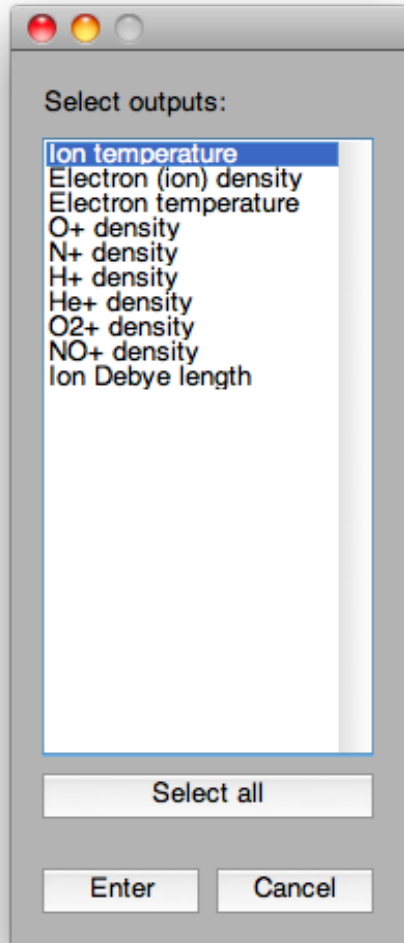 Select outputs:
Ion temperature
Electron (ion) density
Electron temperature
O+ density
N+ density
H+ density
He+ density
O2+ density
NO+ density
Ion Debye length
Select all
Enter Cancel